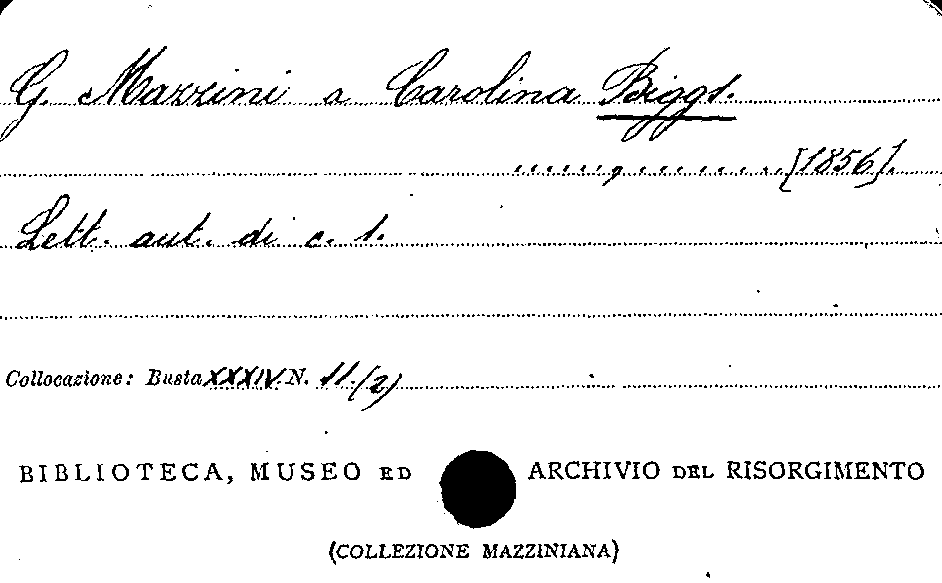 G. Mazzini a Carolina Biggs.
......, ........ [1856].
Lett. aut. di c. 1.
Collocazione: Busta XXXIV. N. 11.(2)
BIBLIOTECA, MUSEO ED ARCHIVIO DEL RISORGIMENTO
(COLLEZIONE MAZZINIANA)